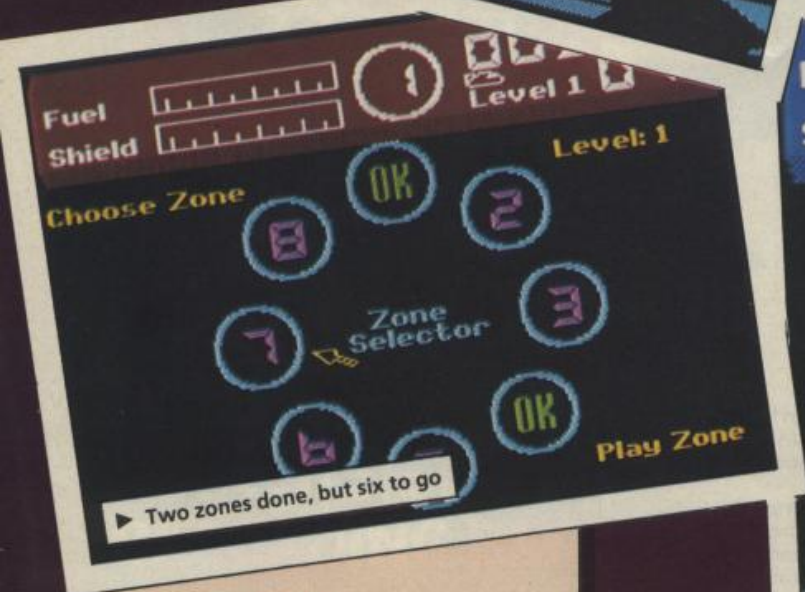 Fuel
Shield
1
Level 1
Choose Zone
Level: 1
OK
8
2
7
3
Zone
Selector
6
OK
Play Zone
▶ Two zones done, but six to go